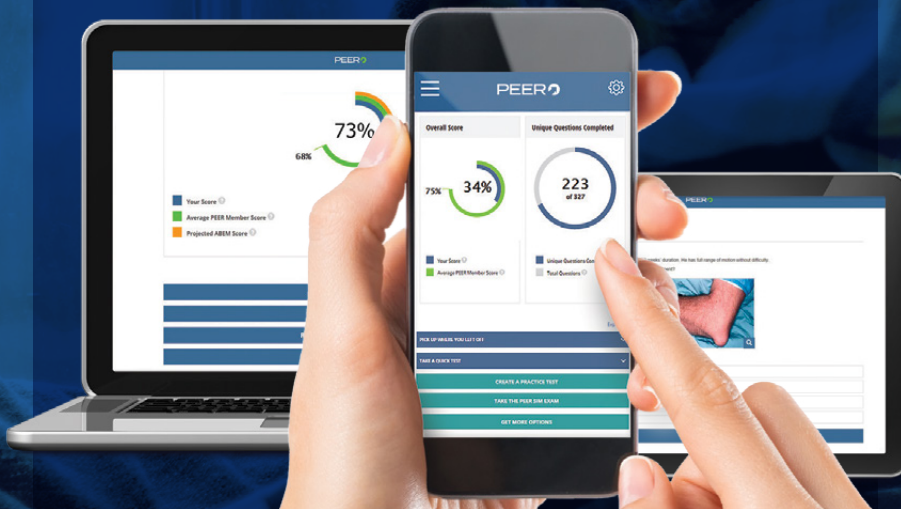 PEER
73%
68%
Your Score
Average PEER Member Score
Projected ABEM Score
PEER
Overall Score
Unique Questions Completed
75%
34%
223
of 327
Your Score
Average PEER Member Score
Unique Questions
Total Questions
PICK UP WHERE YOU LEFT OFF
TAKE A QUICK TEST
CREATE A PRACTICE TEST
TAKE THE PEER SIM EXAM
GET MORE OPTIONS
PEER
duration. He has full range of motion without difficulty.